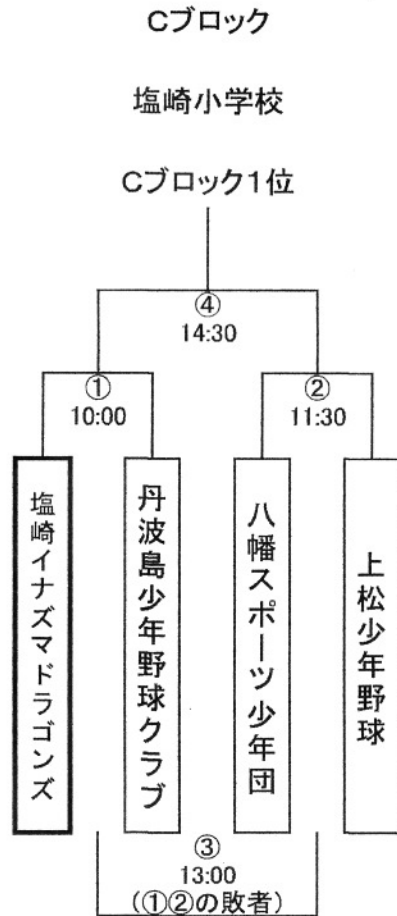 Cブロック
塩崎小学校
Cブロック1位
④
14:30
①
10:00
②
11:30
塩崎イナズマドラゴンズ
丹波島少年野球クラブ
八幡スポーツ少年団
上松少年野球
③
13:00
(①②の敗者)